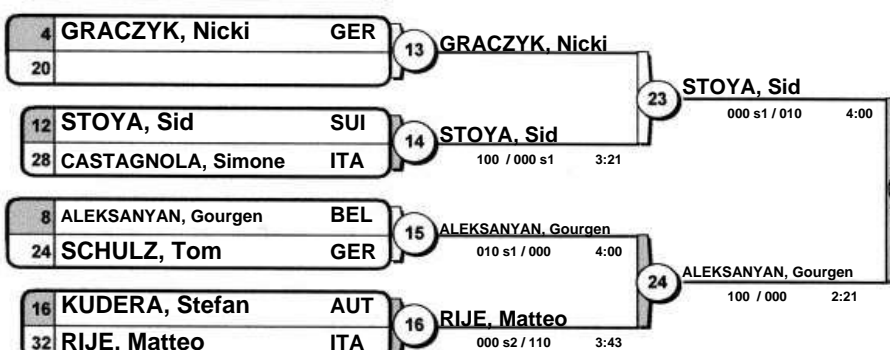 4 GRACZYK, Nicki GER
20
13
GRACZYK, Nicki
12 STOYA, Sid SUI
28 CASTAGNOLA, Simone ITA
14
STOYA, Sid
100 / 000 s1 3:21
23
STOYA, Sid
000 s1 / 010 4:00
8 ALEKSANYAN, Gourgen BEL
24 SCHULZ, Tom GER
15
ALEKSANYAN, Gourgen
010 s1 / 000 4:00
16 KUDERA, Stefan AUT
32 RIJE, Matteo ITA
16
RIJE, Matteo
000 s2 / 110 3:43
24
ALEKSANYAN, Gourgen
100 / 000 2:21